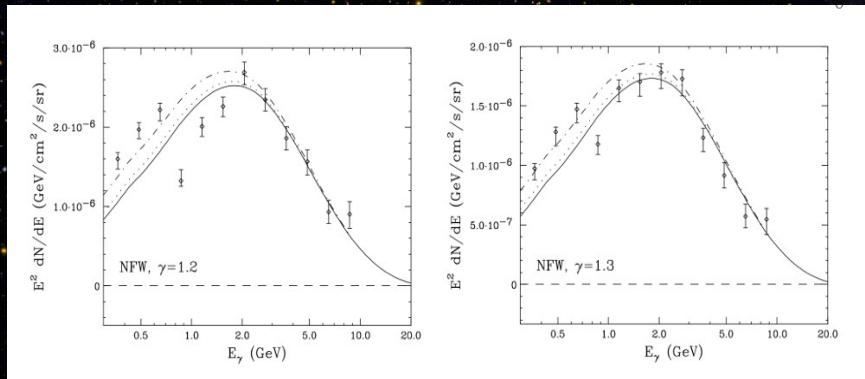 E² dN/dE (GeV/cm²/s/sr)
3.0·10⁻⁶
2.0·10⁻⁶
1.0·10⁻⁶
0
NFW, γ=1.2
0.5 1.0 2.0 5.0 10.0 20.0
E_γ (GeV)
E² dN/dE (GeV/cm²/s/sr)
2.0·10⁻⁶
1.5·10⁻⁶
1.0·10⁻⁶
5.0·10⁻⁷
0
NFW, γ=1.3
0.5 1.0 2.0 5.0 10.0 20.0
E_γ (GeV)